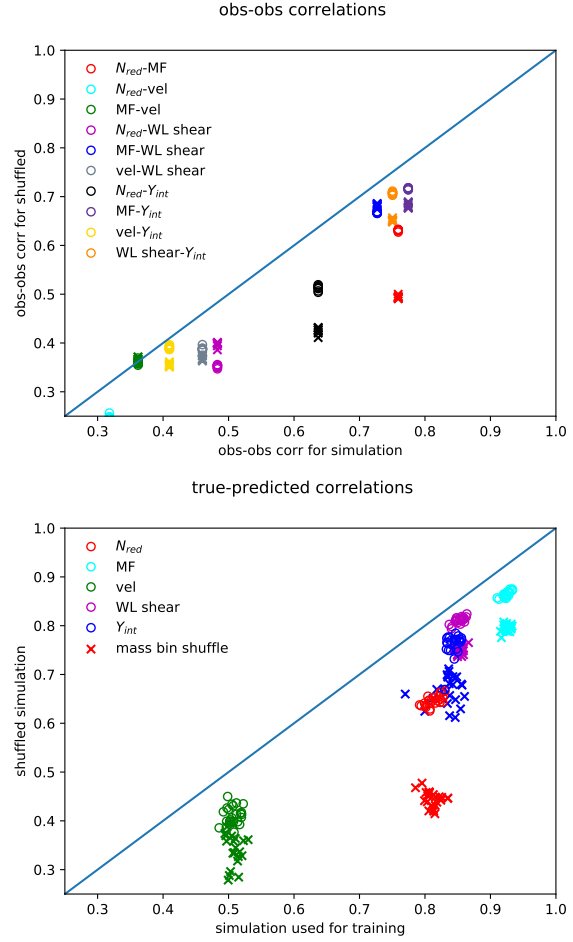 obs-obs correlations
1.0
0.9
0.8
0.7
0.6
0.5
0.4
0.3
obs-obs corr for shuffled
N_red-MF
N_red-vel
MF-vel
N_red-WL shear
MF-WL shear
vel-WL shear
N_red-Y_int
MF-Y_int
vel-Y_int
WL shear-Y_int
0.3 0.4 0.5 0.6 0.7 0.8 0.9 1.0
obs-obs corr for simulation
true-predicted correlations
1.0
0.9
0.8
0.7
0.6
0.5
0.4
0.3
shuffled simulation
N_red
MF
vel
WL shear
Y_int
mass bin shuffle
0.3 0.4 0.5 0.6 0.7 0.8 0.9 1.0
simulation used for training